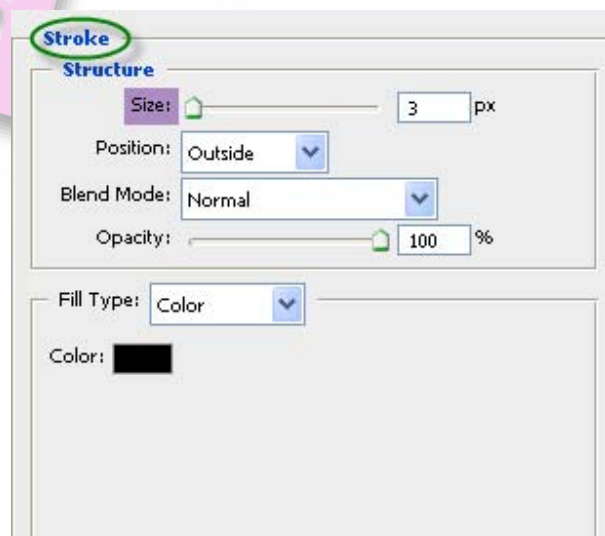 Stroke
Structure
Size: 3 px
Position: Outside
Blend Mode: Normal
Opacity: 100 %
Fill Type: Color
Color: